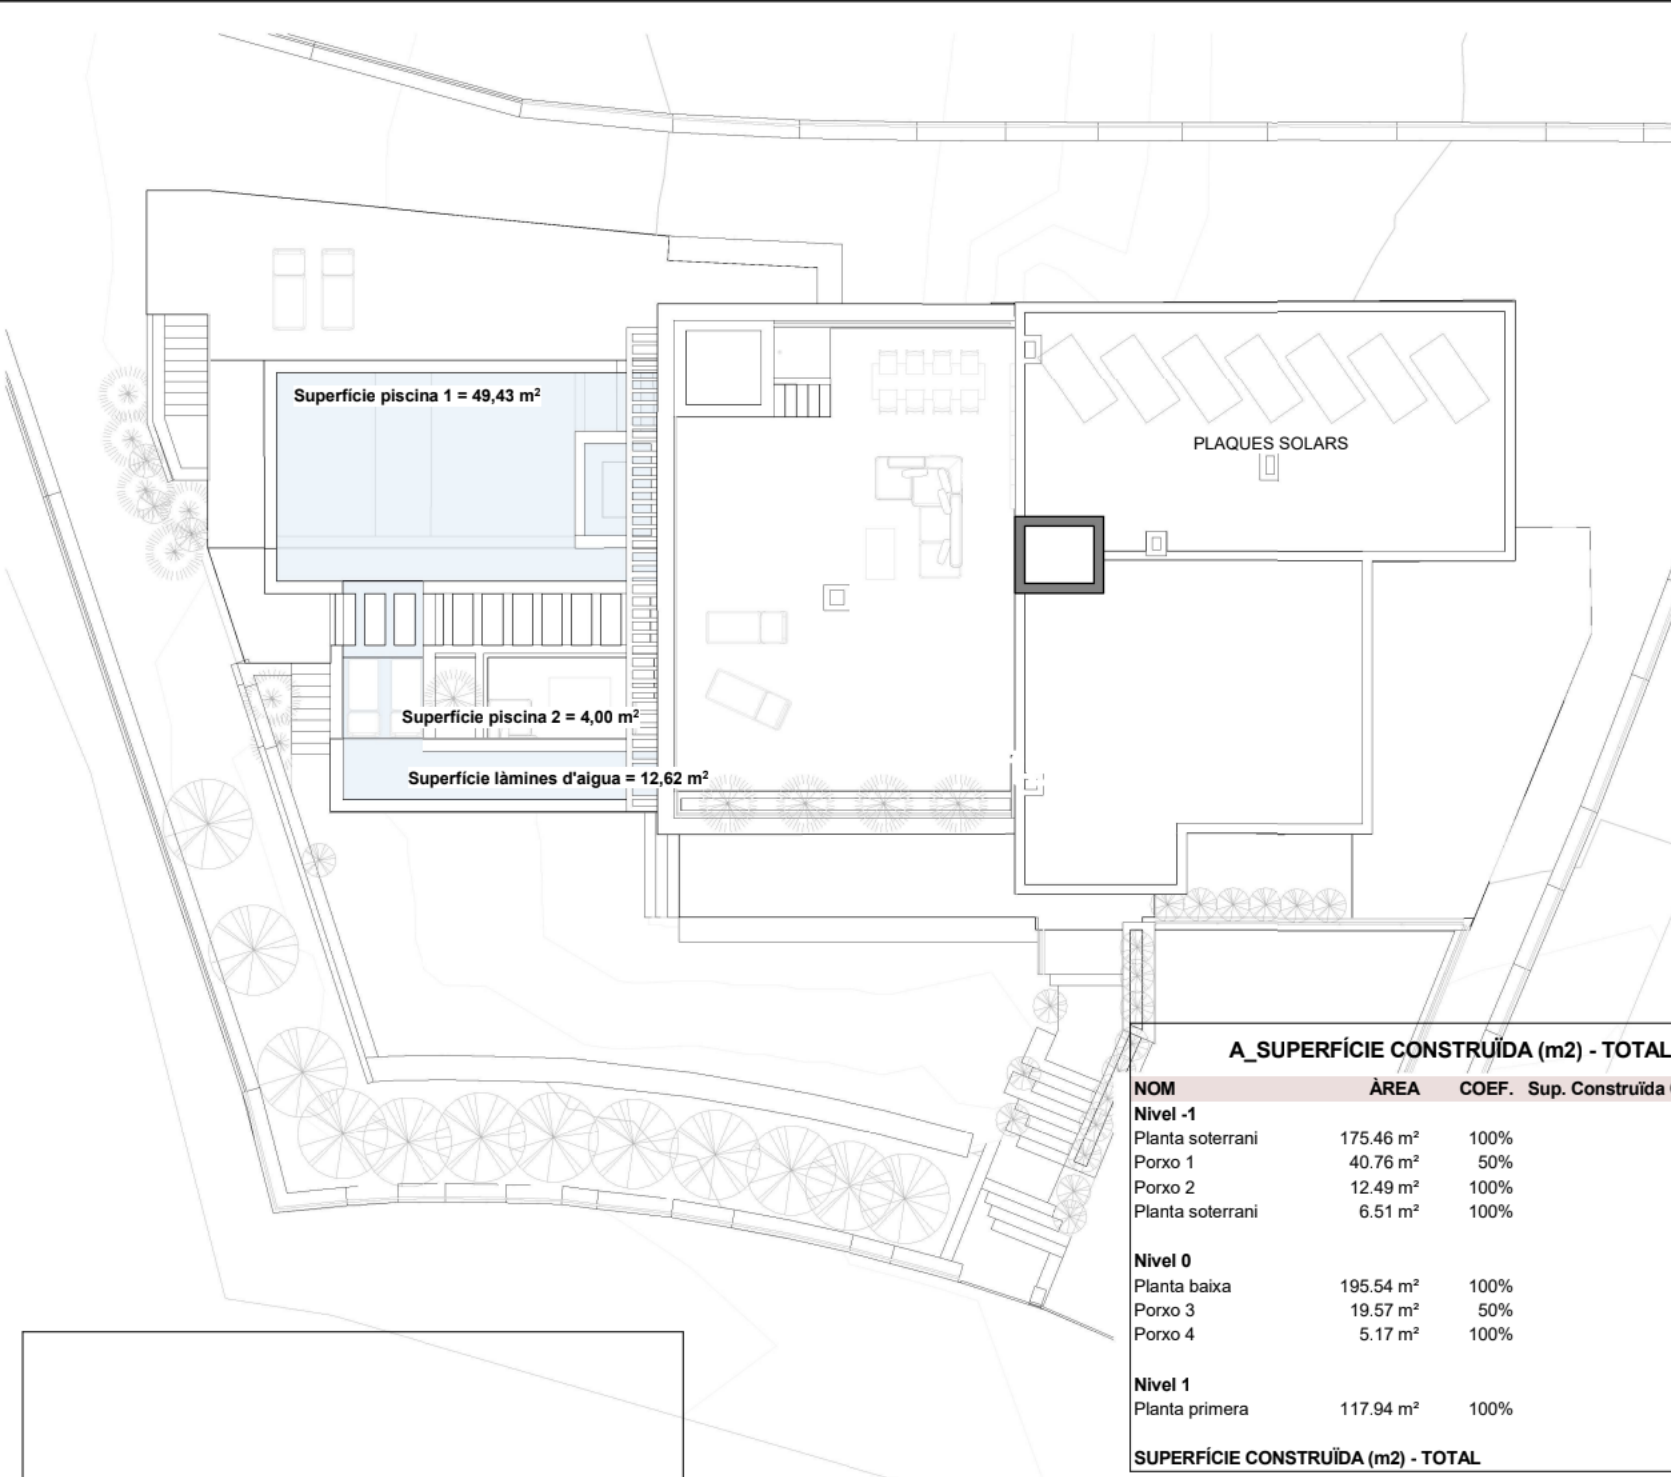 Superfície piscina 1 = 49,43 m²
PLAQUES SOLARS
Superfície piscina 2 = 4,00 m²
Superfície làmines d'aigua = 12,62 m²
A_SUPERFÍCIE CONSTRUÏDA (m2) - TOTAL
NOM ÀREA COEF. Sup. Construïda
Nivel -1
Planta soterrani 175.46 m² 100%
Porxo 1 40.76 m² 50%
Porxo 2 12.49 m² 100%
Planta soterrani 6.51 m² 100%
Nivel 0
Planta baixa 195.54 m² 100%
Porxo 3 19.57 m² 50%
Porxo 4 5.17 m² 100%
Nivel 1
Planta primera 117.94 m² 100%
SUPERFÍCIE CONSTRUÏDA (m2) - TOTAL